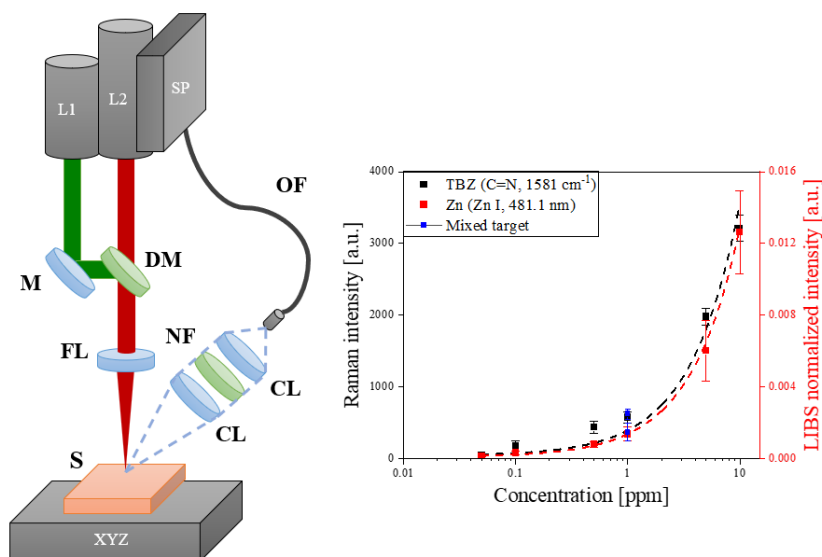 L1
L2
SP
OF
DM
M
NF
FL
CL
CL
S
XYZ
TBZ (C=N, 1581 cm⁻¹)
Zn (Zn I, 481.1 nm)
Mixed target
Raman intensity [a.u.]
4000
3000
2000
1000
0
0.01
0.1
1
10
Concentration [ppm]
0.016
0.012
0.008
0.004
0.000
LIBS normalized intensity [a.u.]